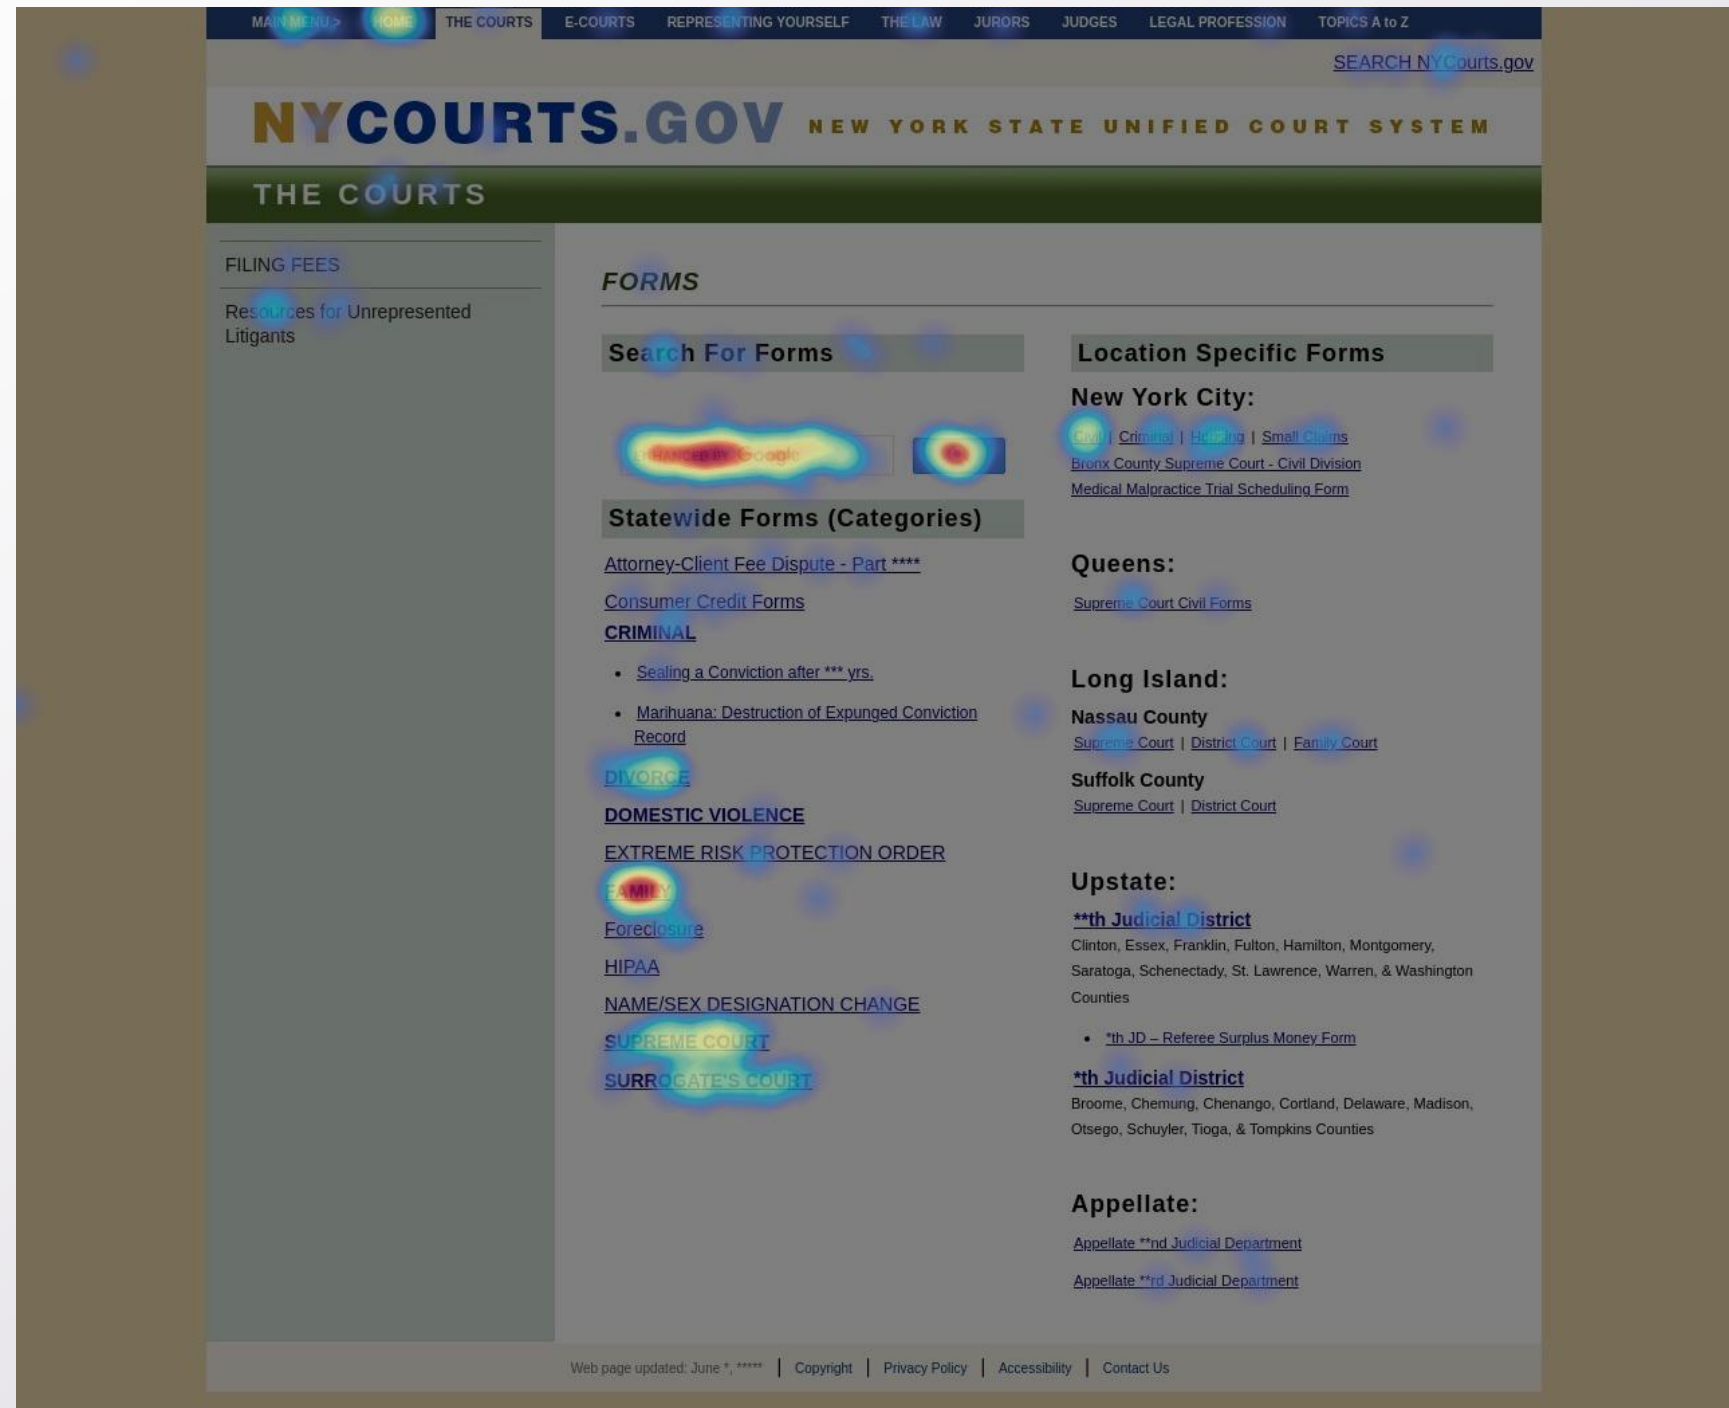 MAIN MENU > HOME THE COURTS E-COURTS REPRESENTING YOURSELF THE LAW JURORS JUDGES LEGAL PROFESSION TOPICS A to Z
SEARCH NYCourts.gov
NYCOURTS.GOV NEW YORK STATE UNIFIED COURT SYSTEM
THE COURTS
FILING FEES
Resources for Unrepresented
Litigants
FORMS
Search For Forms
ENHANCED BY Google
Statewide Forms (Categories)
Attorney-Client Fee Dispute - Part ****
Consumer Credit Forms
CRIMINAL
• Sealing a Conviction after *** yrs.
• Marihuana: Destruction of Expunged Conviction
Record
DIVORCE
DOMESTIC VIOLENCE
EXTREME RISK PROTECTION ORDER
FAMILY
Foreclosure
HIPAA
NAME/SEX DESIGNATION CHANGE
SUPREME COURT
SURROGATE'S COURT
Location Specific Forms
New York City:
Civil | Criminal | Housing | Small Claims
Bronx County Supreme Court - Civil Division
Medical Malpractice Trial Scheduling Form
Queens:
Supreme Court Civil Forms
Long Island:
Nassau County
Supreme Court | District Court | Family Court
Suffolk County
Supreme Court | District Court
Upstate:
**th Judicial District
Clinton, Essex, Franklin, Fulton, Hamilton, Montgomery,
Saratoga, Schenectady, St. Lawrence, Warren, & Washington
Counties
• *th JD – Referee Surplus Money Form
*th Judicial District
Broome, Chemung, Chenango, Cortland, Delaware, Madison,
Otsego, Schuyler, Tioga, & Tompkins Counties
Appellate:
Appellate **nd Judicial Department
Appellate **rd Judicial Department
Web page updated: June *, ***** | Copyright | Privacy Policy | Accessibility | Contact Us